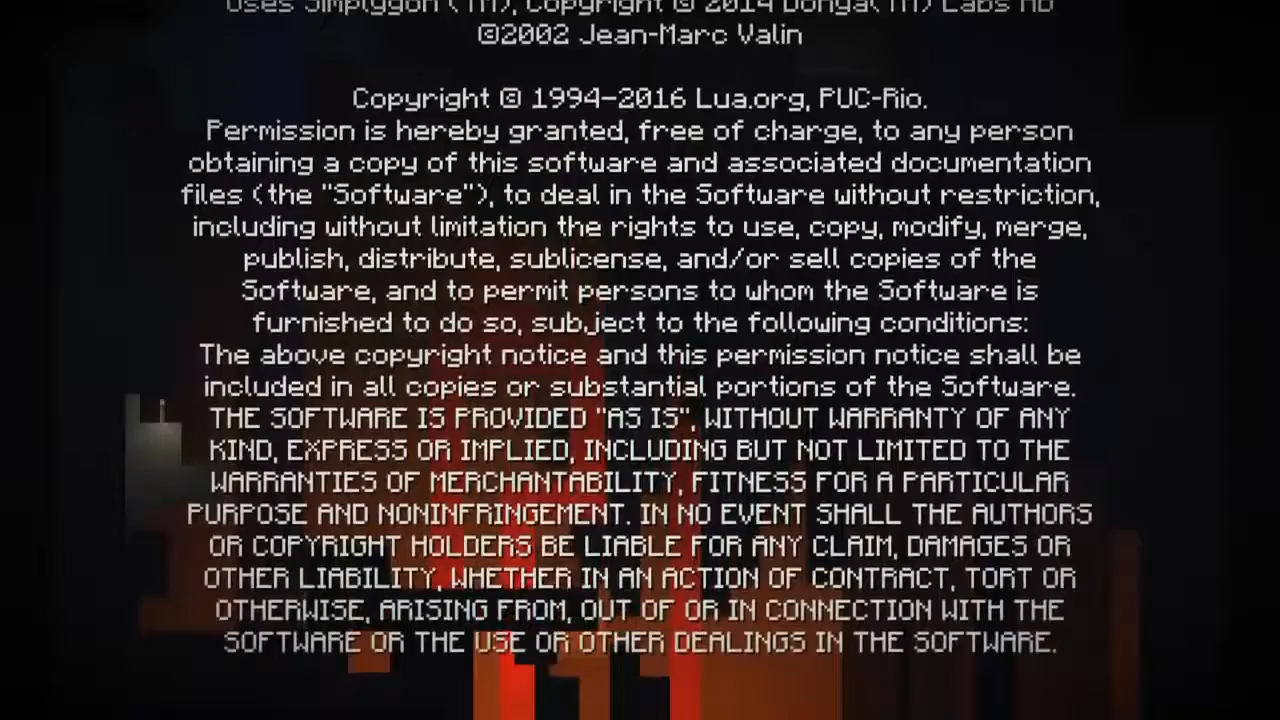 Uses Simplygon (TM), Copyright © 2014 Donya(TM) Labs AB
©2002 Jean-Marc Valin
Copyright © 1994-2016 Lua.org, PUC-Rio.
Permission is hereby granted, free of charge, to any person
obtaining a copy of this software and associated documentation
files (the "Software"), to deal in the Software without restriction,
including without limitation the rights to use, copy, modify, merge,
publish, distribute, sublicense, and/or sell copies of the
Software, and to permit persons to whom the Software is
furnished to do so, subject to the following conditions:
The above copyright notice and this permission notice shall be
included in all copies or substantial portions of the Software.
THE SOFTWARE IS PROVIDED "AS IS", WITHOUT WARRANTY OF ANY
KIND, EXPRESS OR IMPLIED, INCLUDING BUT NOT LIMITED TO THE
WARRANTIES OF MERCHANTABILITY, FITNESS FOR A PARTICULAR
PURPOSE AND NONINFRINGEMENT. IN NO EVENT SHALL THE AUTHORS
OR COPYRIGHT HOLDERS BE LIABLE FOR ANY CLAIM, DAMAGES OR
OTHER LIABILITY, WHETHER IN AN ACTION OF CONTRACT, TORT OR
OTHERWISE, ARISING FROM, OUT OF OR IN CONNECTION WITH THE
SOFTWARE OR THE USE OR OTHER DEALINGS IN THE SOFTWARE.